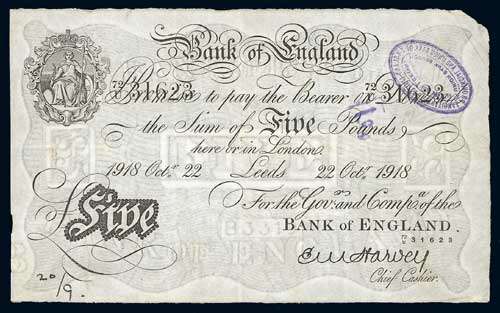 Bank of England
I Promise to pay the Bearer on
72 31623 72 31623
the Sum of Five Pounds
here or in London.
1918 Octr. 22 Leeds 22 Octr. 1918
For the Govr. and Compa. of the
BANK OF ENGLAND.
31623
Five
C.M. Harvey
Chief Cashier.
20/9.